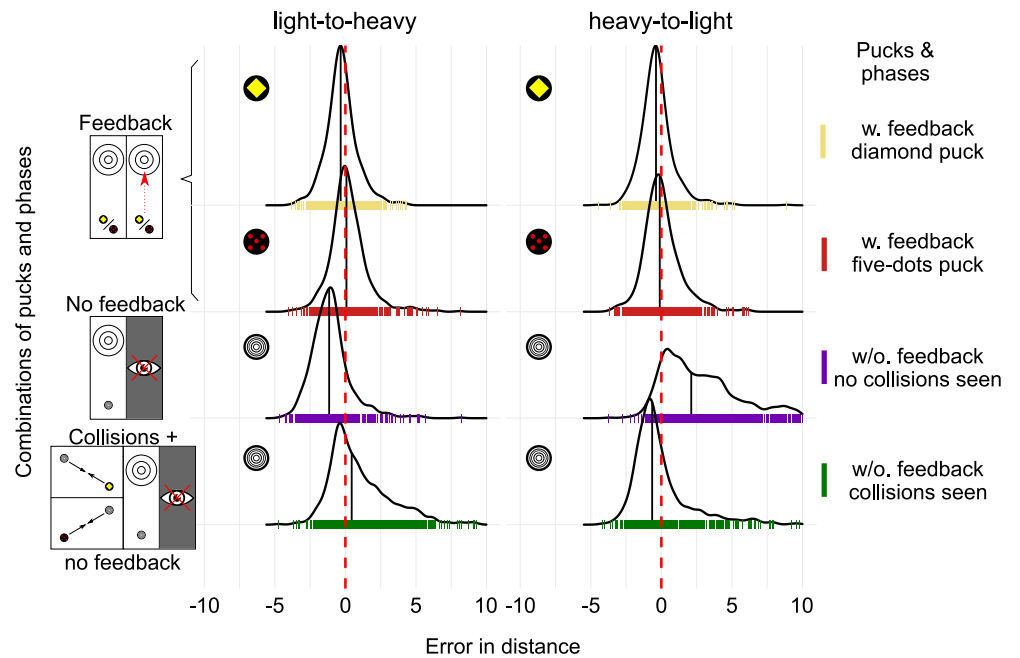 light-to-heavy
heavy-to-light
Pucks &
phases
Combinations of pucks and phases
Feedback
No feedback
Collisions +
no feedback
w. feedback
diamond puck
w. feedback
five-dots puck
w/o. feedback
no collisions seen
w/o. feedback
collisions seen
-10 -5 0 5 10
-10 -5 0 5 10
Error in distance